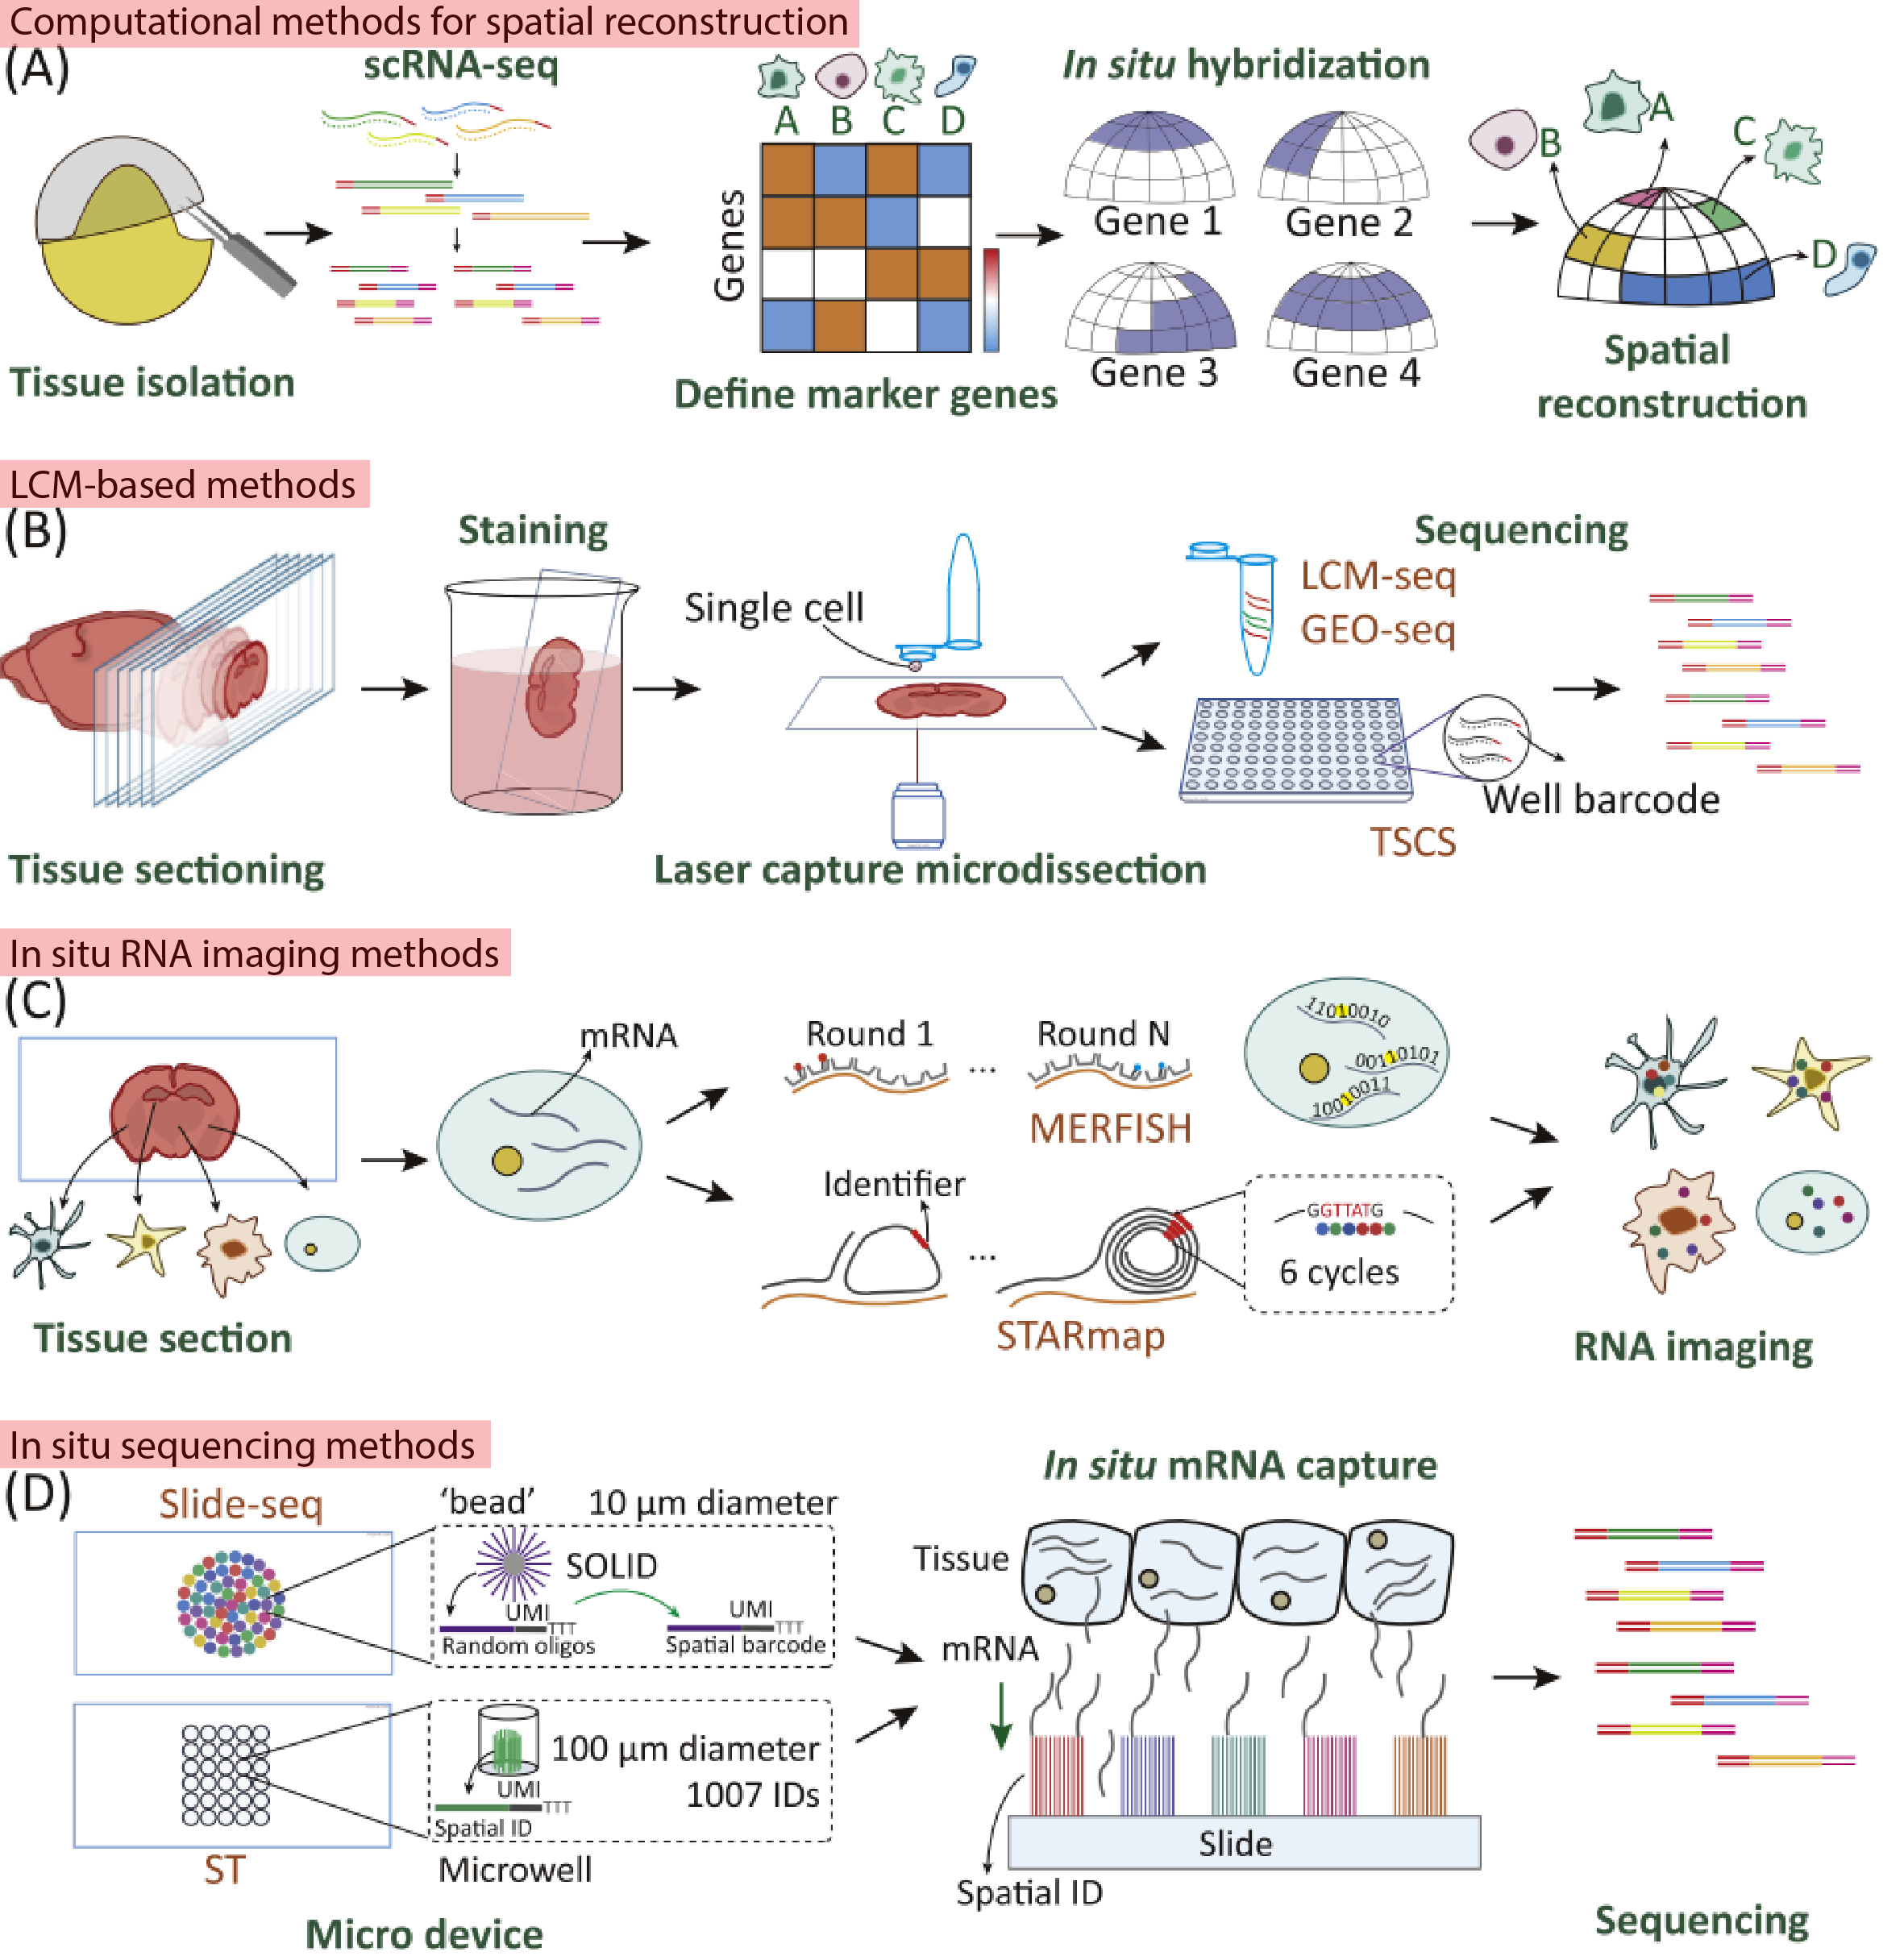 Computational methods for spatial reconstruction
(A)
scRNA-seq
A B C D
Genes
In situ hybridization
Gene 1
Gene 2
Gene 3
Gene 4
B
A
C
D
Tissue isolation
Define marker genes
Spatial
reconstruction
LCM-based methods
(B)
Staining
Single cell
Sequencing
LCM-seq
GEO-seq
Well barcode
TSCS
Tissue sectioning
Laser capture microdissection
In situ RNA imaging methods
(C)
mRNA
Round 1
...
Round N
MERFISH
11010010
00110101
10010011
Identifier
...
STARmap
GGTTATG
6 cycles
Tissue section
RNA imaging
In situ sequencing methods
(D)
Slide-seq
‘bead’
10 µm diameter
SOLID
UMI
TTT
Random oligos
UMI
TTT
Spatial barcode
ST
100 µm diameter
1007 IDs
UMI
TTT
Spatial ID
Microwell
Micro device
In situ mRNA capture
Tissue
mRNA
Slide
Spatial ID
Sequencing